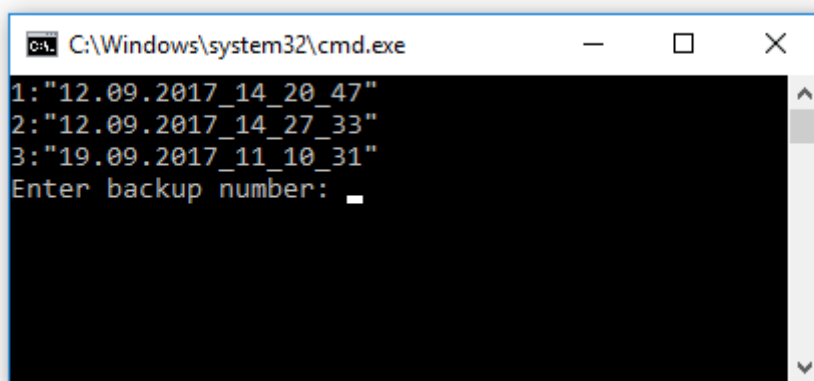 C:\Windows\system32\cmd.exe
1:"12.09.2017_14_20_47"
2:"12.09.2017_14_27_33"
3:"19.09.2017_11_10_31"
Enter backup number: